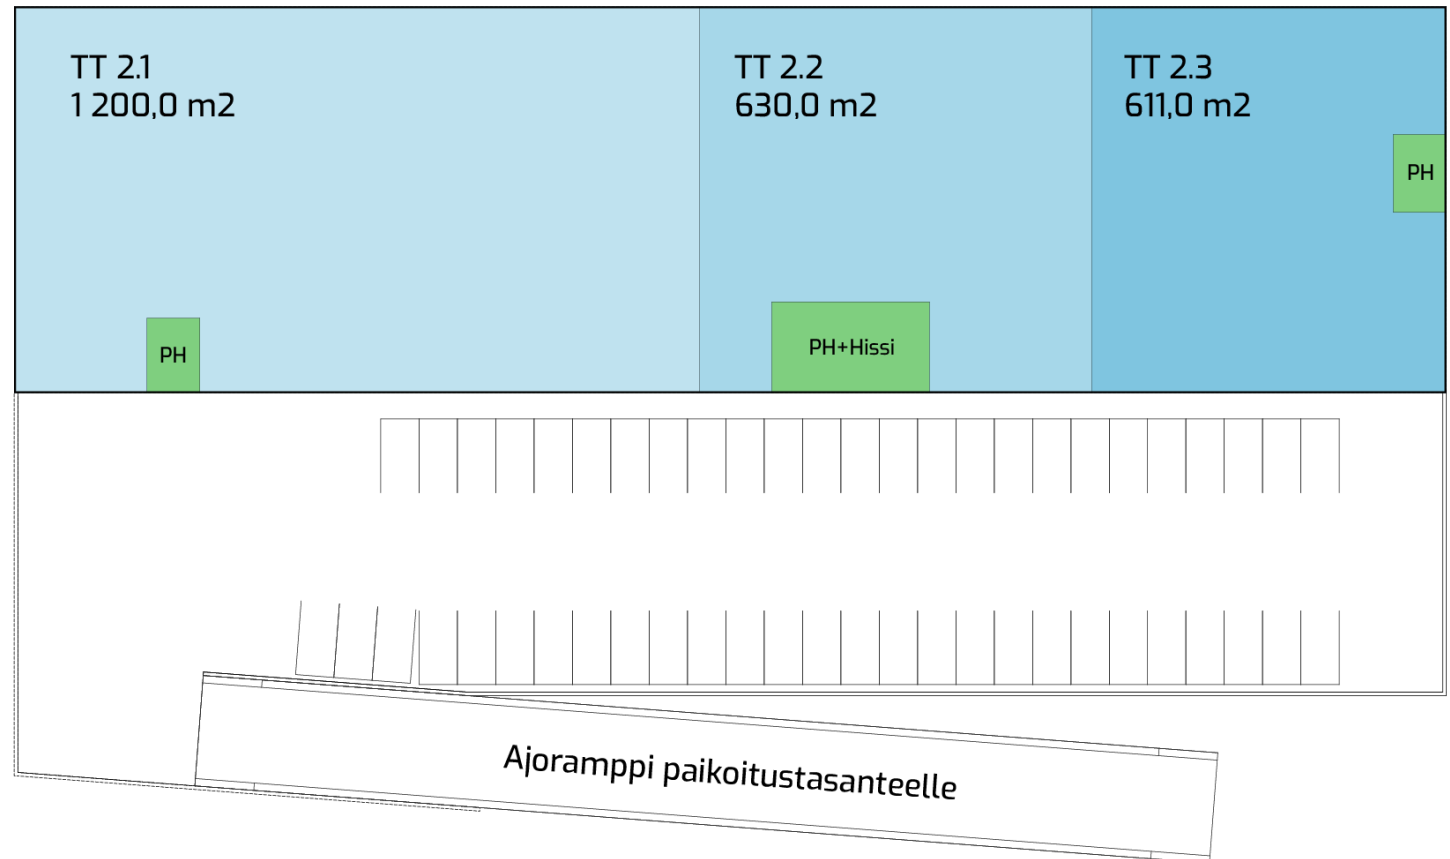 TT 2.1
1 200,0 m2
TT 2.2
630,0 m2
TT 2.3
611,0 m2
PH
PH
PH+Hissi
Ajoramppi paikoitustasanteelle